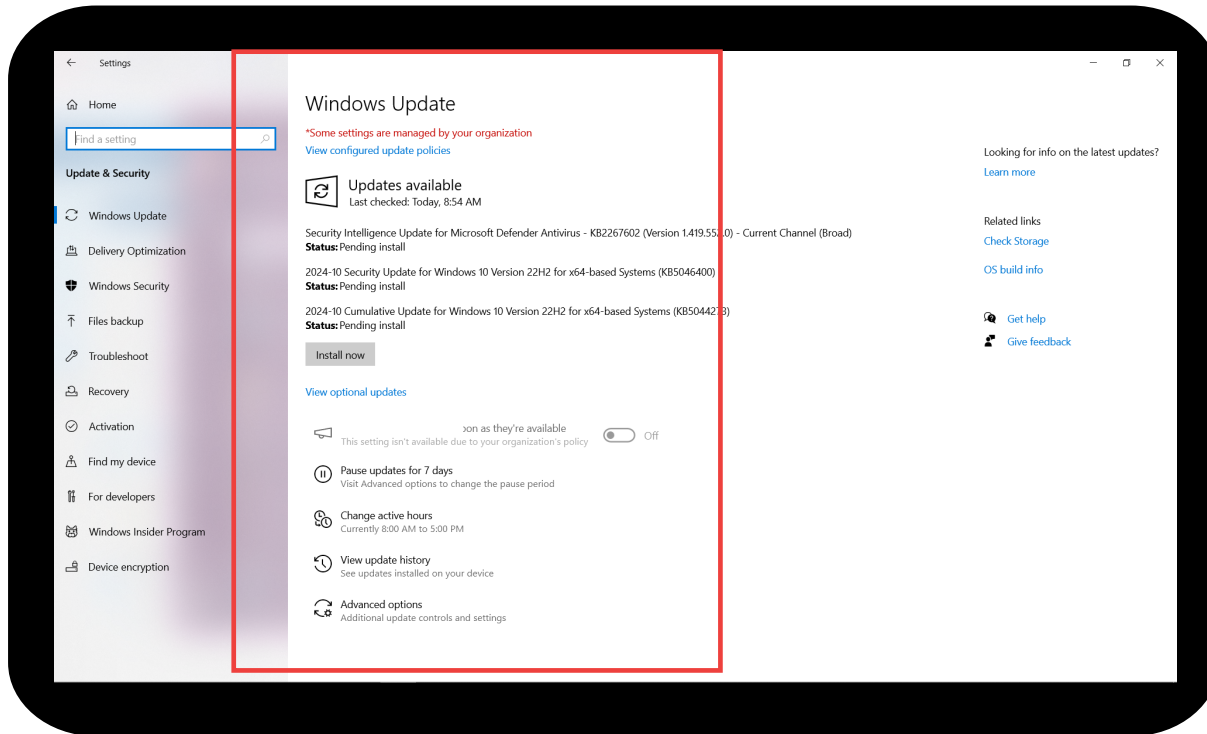 Settings
Home
Find a setting
Update & Security
Windows Update
Delivery Optimization
Windows Security
Files backup
Troubleshoot
Recovery
Activation
Find my device
For developers
Windows Insider Program
Device encryption
Windows Update
*Some settings are managed by your organization
View configured update policies
Updates available
Last checked: Today, 8:54 AM
Security Intelligence Update for Microsoft Defender Antivirus - KB2267602 (Version - Current Channel (Broad)
Status: Pending install
2024-10 Security Update for Windows 10 Version 22H2 for x64-based Systems (KB5046400)
Status: Pending install
2024-10 Cumulative Update for Windows 10 Version 22H2 for x64-based Systems
Status: Pending install
Install now
View optional updates
as they're available
This setting isn't available due to your organization's policy
Off
Pause updates for 7 days
Visit Advanced options to change the pause period
Change active hours
Currently 8:00 AM to 5:00 PM
View update history
See updates installed on your device
Advanced options
Additional update controls and settings
Looking for info on the latest updates?
Learn more
Related links
Check Storage
OS build info
Get help
Give feedback